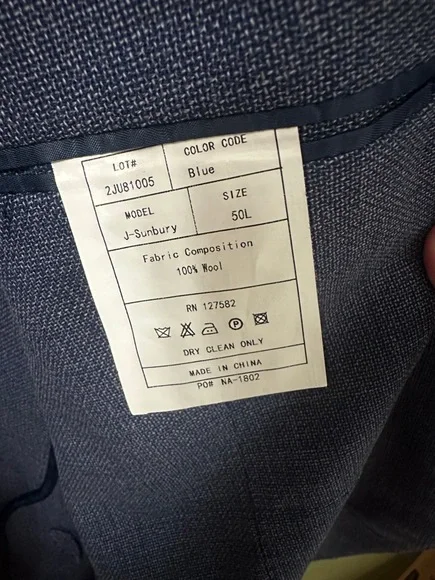 LOT#
2JU81005
COLOR CODE
Blue
MODEL
J-Sunbury
SIZE
50L
Fabric Composition
100% Wool
RN 127582
P
DRY CLEAN ONLY
MADE IN CHINA
PO# NA-1802